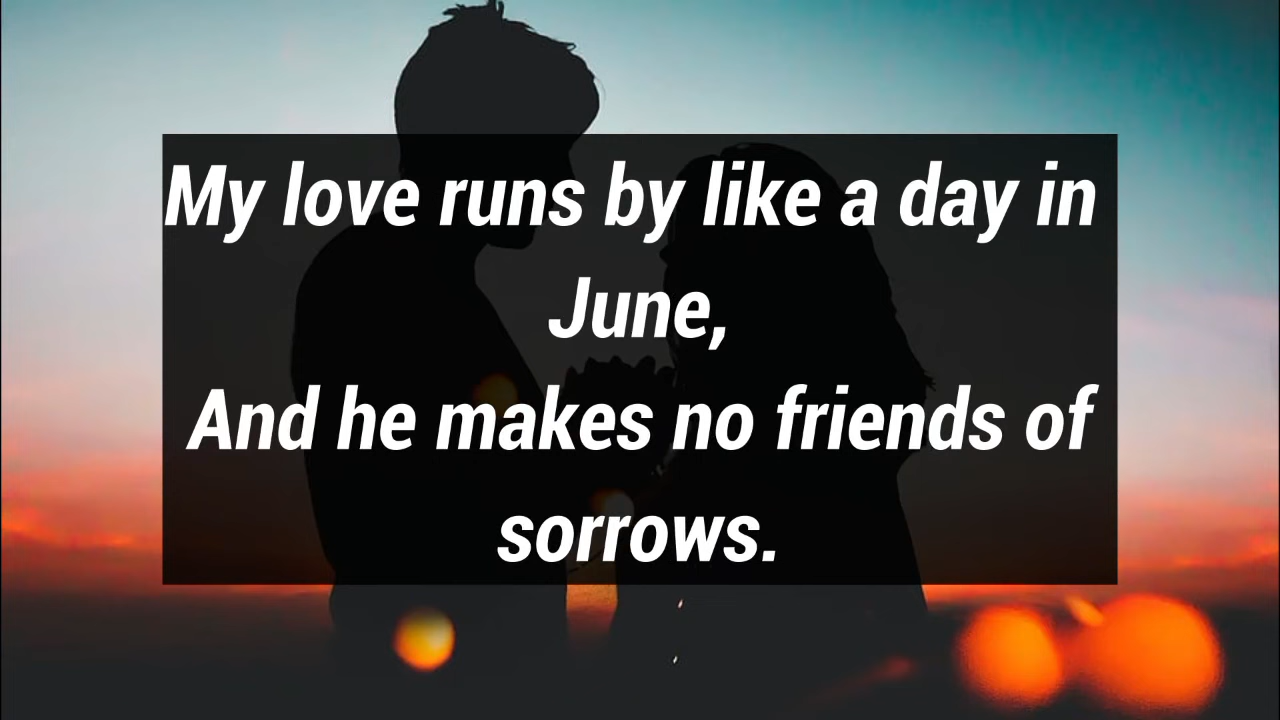 My love runs by like a day in
June,
And he makes no friends of
sorrows.